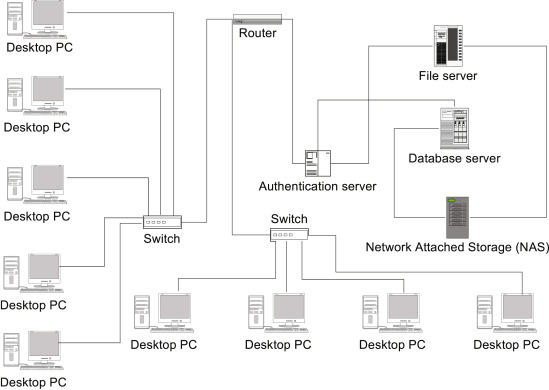 Desktop PC
Router
File server
Desktop PC
Database server
Authentication server
Desktop PC
Switch
Switch
Network Attached Storage (NAS)
Desktop PC
Desktop PC
Desktop PC
Desktop PC
Desktop PC
Desktop PC